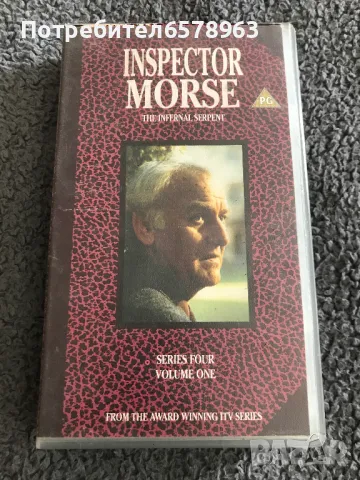 Потребител6578963
INSPECTOR
MORSE
THE INFERNAL SERPENT
PG
SERIES FOUR
VOLUME ONE
FROM THE AWARD WINNING ITV SERIES